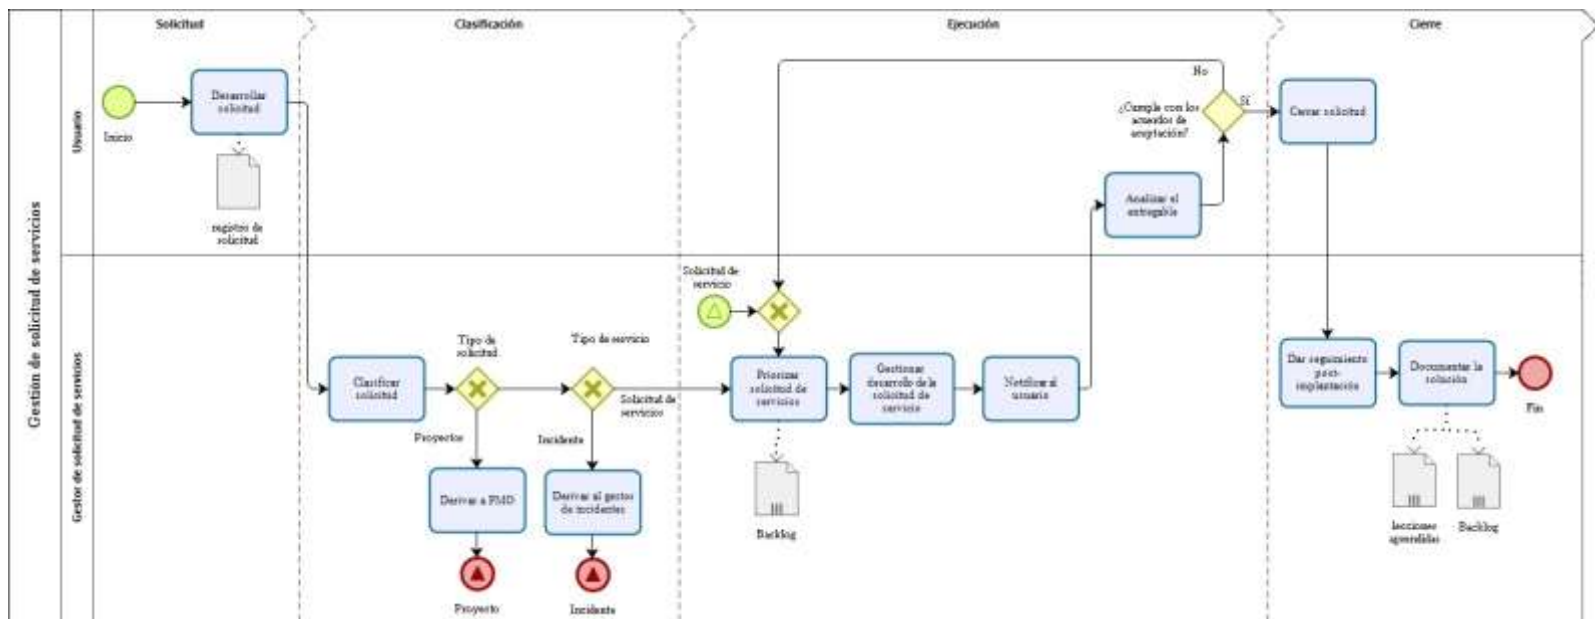 Solicitud
Clasificación
Ejecución
Cierre
Gestión de solicitud de servicios
Usuario
Inicio
Desarrollar
solicitud
registro de
solicitud
No
¿Cumple con los
acuerdos de
aceptación?
Sí
Cerrar solicitud
Analizar el
entregable
Gestor de solicitud de servicios
Clasificar
solicitud
Tipo de
solicitud
Tipo de servicio
Proyectos
Incidente
Solicitud de
servicios
Derivar a PMO
Derivar al gestor
de incidentes
Proyecto
Incidente
Solicitud de
servicio
Priorizar
solicitud de
servicios
Gestionar
desarrollo de la
solicitud de
servicio
Notificar al
usuario
Backlog
Dar seguimiento
post-
implantación
Documentar la
solución
Fin
lecciones
aprendidas
Backlog